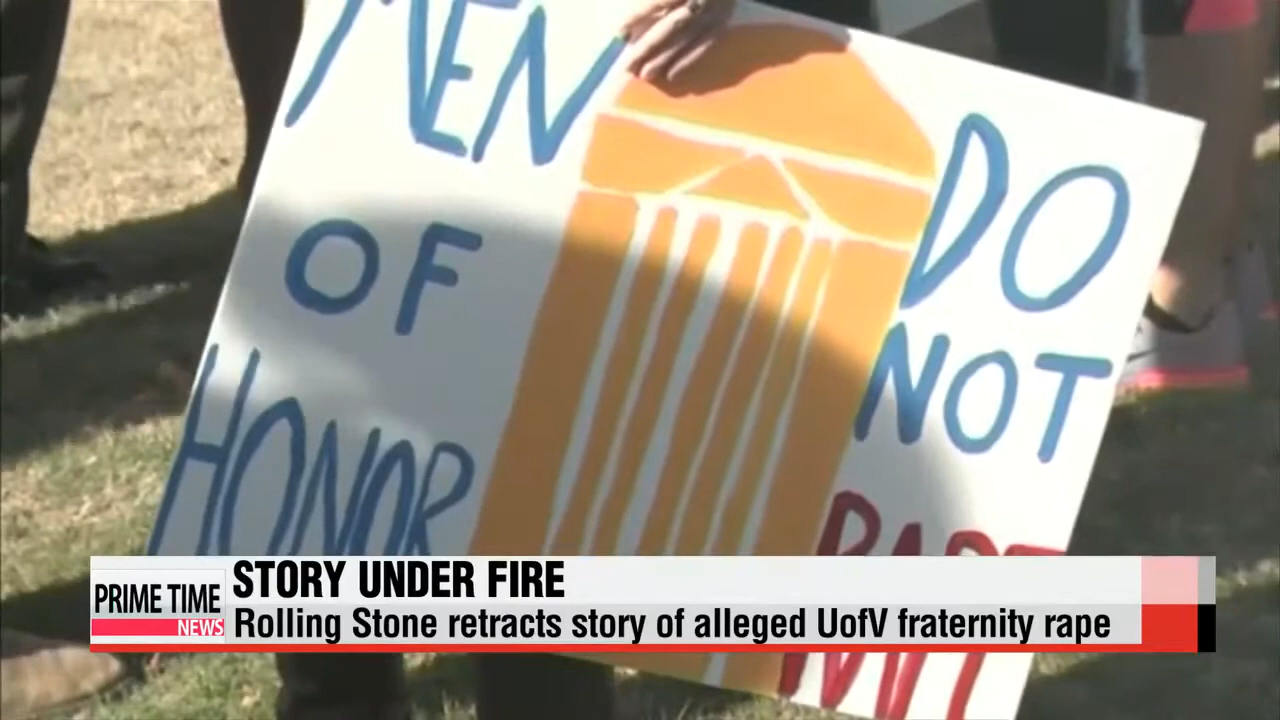 MEN
OF
HONOR
DO
NOT
RAPE
PRIME TIME
NEWS
STORY UNDER FIRE
Rolling Stone retracts story of alleged UofV fraternity rape